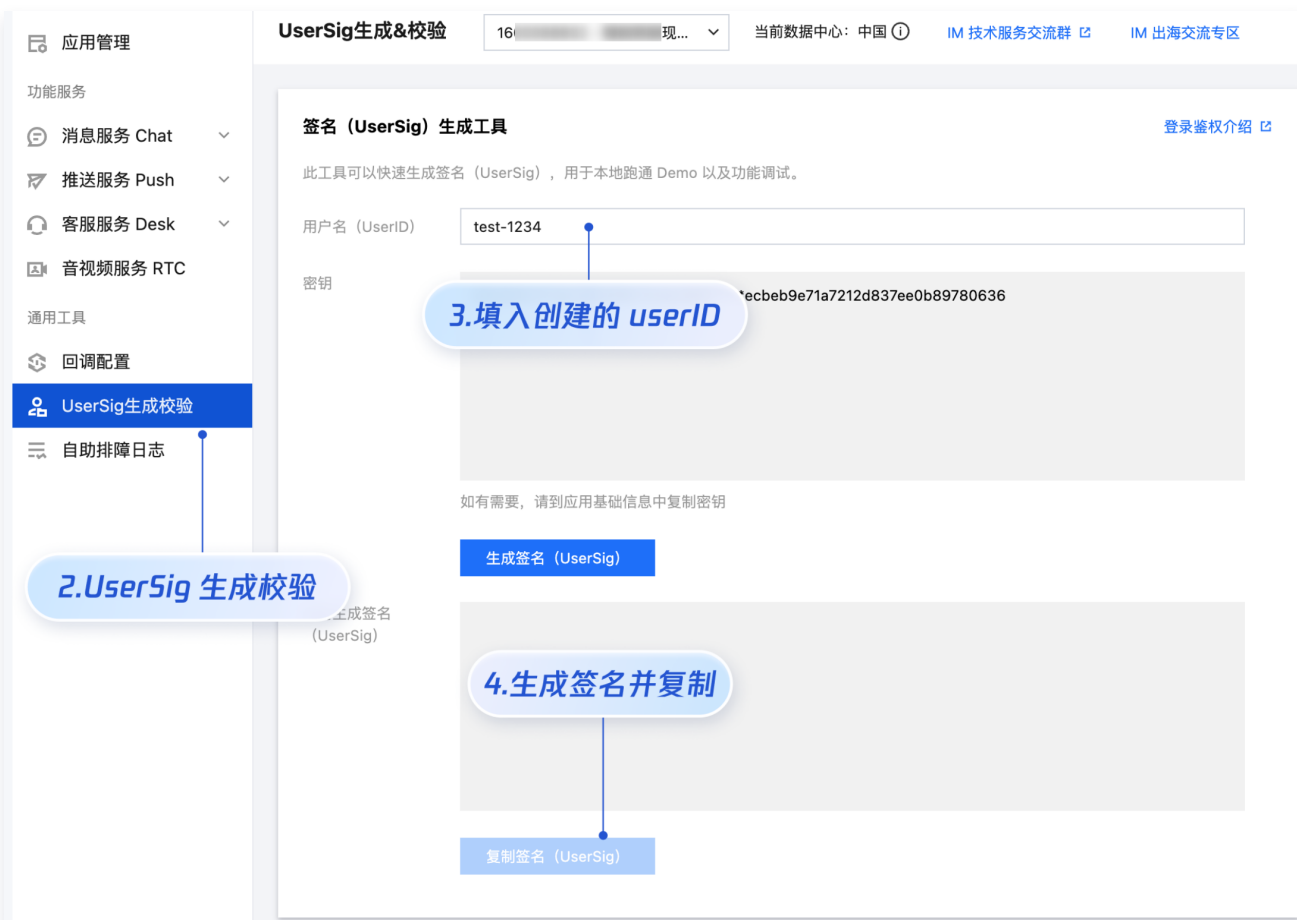 应用管理
功能服务
消息服务 Chat
推送服务 Push
客服服务 Desk
音视频服务 RTC
通用工具
回调配置
UserSig生成校验
自助排障日志
2.UserSig 生成校验
UserSig生成&校验
16
现...
当前数据中心：中国
IM 技术服务交流群
IM 出海交流专区
签名（UserSig）生成工具
登录鉴权介绍
此工具可以快速生成签名（UserSig），用于本地跑通 Demo 以及功能调试。
用户名（UserID）
test-1234
密钥
ecbeb9e71a7212d837ee0b89780636
3.填入创建的 userID
如有需要，请到应用基础信息中复制密钥
生成签名（UserSig）
生成签名
（UserSig）
4.生成签名并复制
复制签名（UserSig）